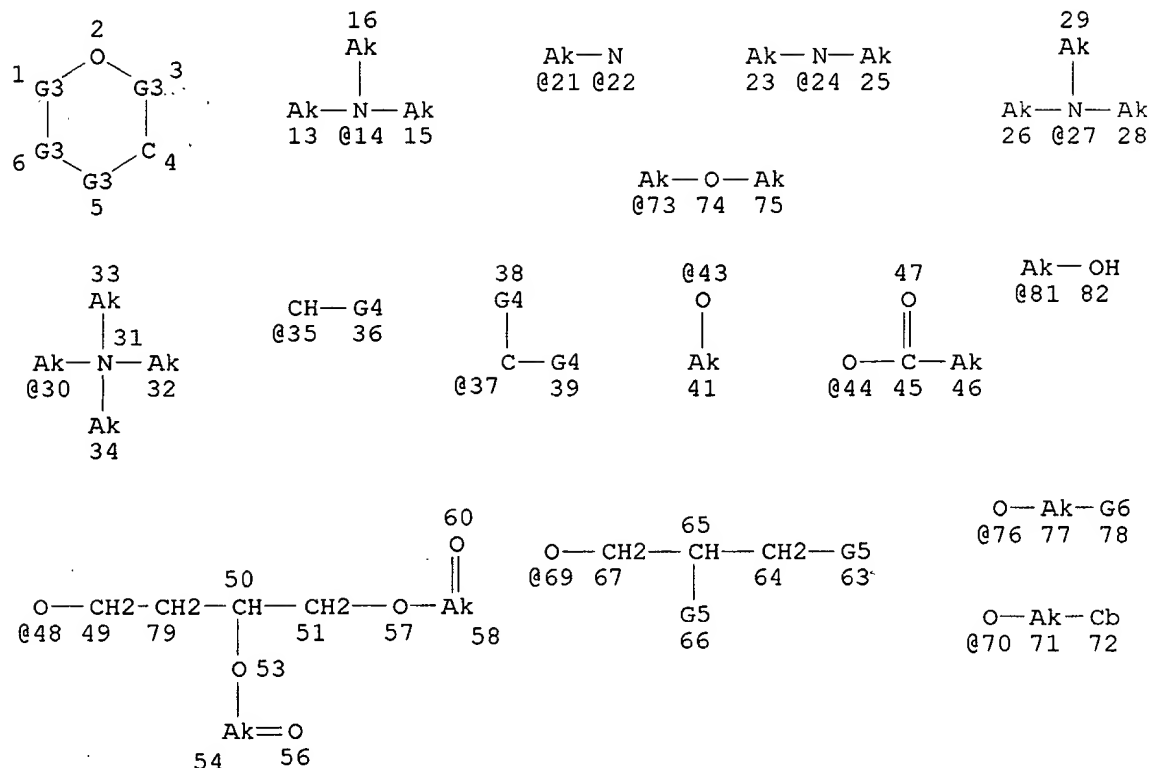 2 16 29
O Ak Ak—N Ak—N—Ak Ak
1 3 @21 @22 23 @24 25
G3 G3 Ak—N—Ak Ak—N—Ak
13 @14 15 26 @27 28
6 G3 C 4
G3 Ak—O—Ak
5 @73 74 75
33 38 @43 47 Ak—OH
Ak CH—G4 G4 O O @81 82
31 @35 36
Ak—N—Ak C—G4 Ak O—C—Ak
@30 32 @37 39 41 @44 45 46
Ak
34
60 O—Ak—G6
O 65 @76 77 78
50 O—CH2—CH—CH2—G5
@69 67 64 63
O—CH2—CH2—CH—CH2—O—Ak G5 O—Ak—Cb
@48 49 79 51 57 58 66 @70 71 72
O 53
Ak=O
54 56